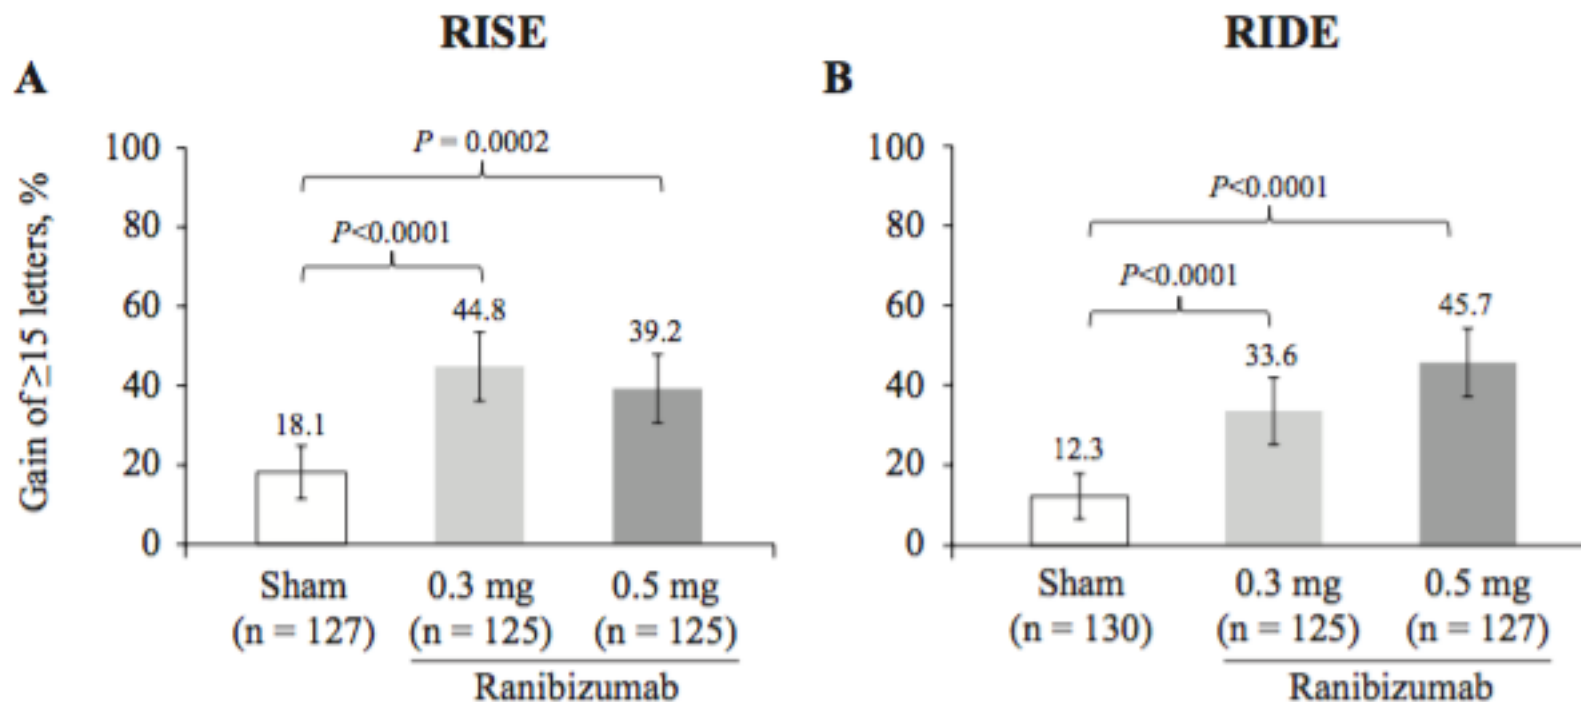 RISE
RIDE
A
B
Gain of ≥15 letters, %
100
80
60
40
20
0
P = 0.0002
P<0.0001
18.1
44.8
39.2
Sham
(n = 127)
0.3 mg
(n = 125)
0.5 mg
(n = 125)
Ranibizumab
100
80
60
40
20
0
P<0.0001
P<0.0001
12.3
33.6
45.7
Sham
(n = 130)
0.3 mg
(n = 125)
0.5 mg
(n = 127)
Ranibizumab